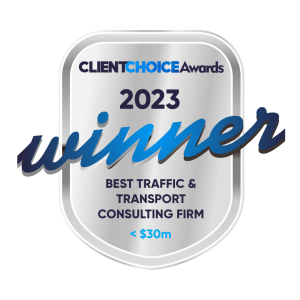 CLIENTCHOICEAwards
2023
winner
BEST TRAFFIC &
TRANSPORT
CONSULTING FIRM
< $30m